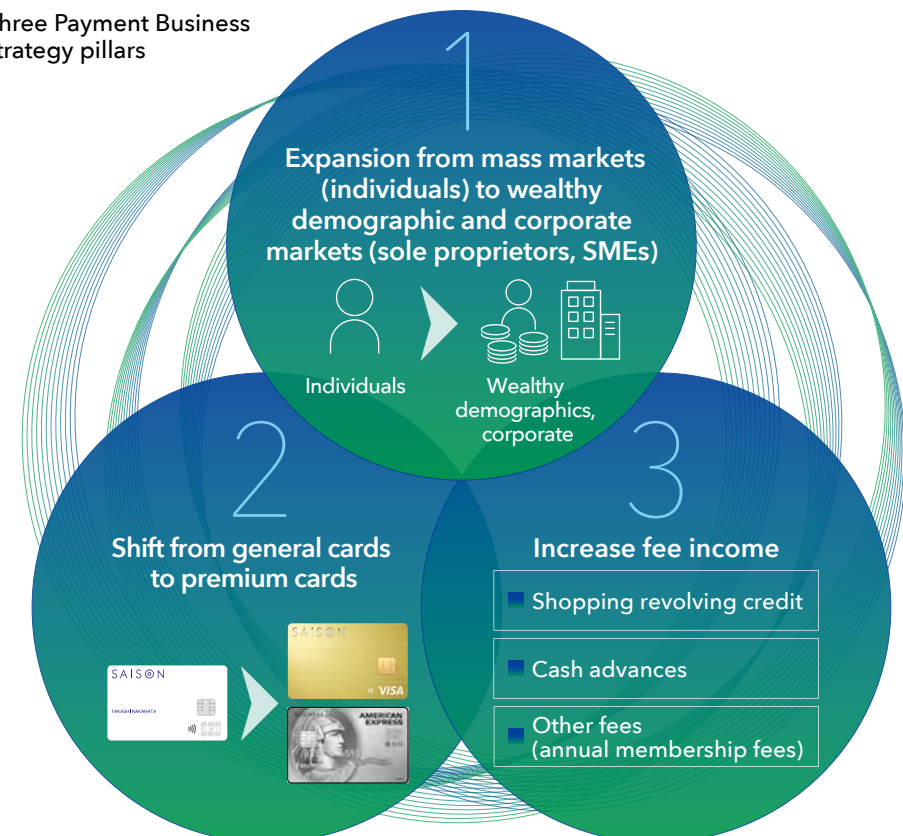 hree Payment Business
trategy pillars
1
Expansion from mass markets
(individuals) to wealthy
demographic and corporate
markets (sole proprietors, SMEs)
Individuals
Wealthy
demographics,
corporate
2
Shift from general cards
to premium cards
SAISON
TAKASHI NAKAHATA
SAISON
VISA
AMERICAN
EXPRESS
3
Increase fee income
Shopping revolving credit
Cash advances
Other fees
(annual membership fees)